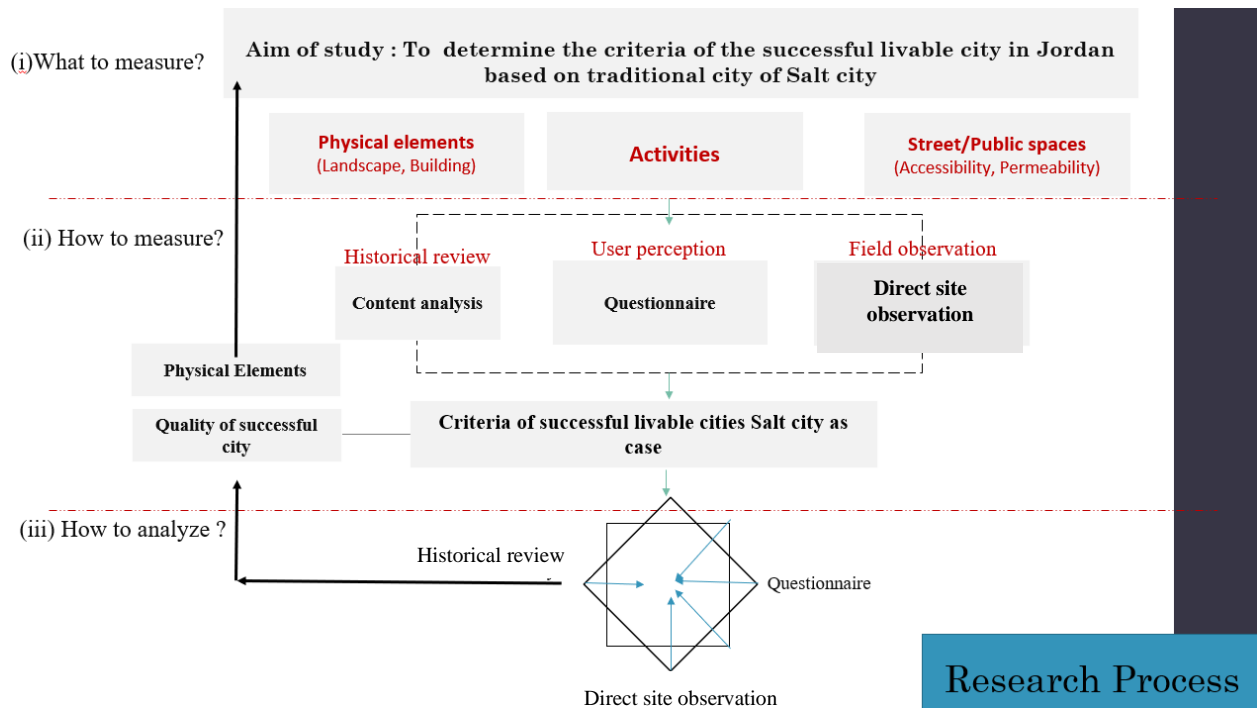 (i)What to measure?
Aim of study : To determine the criteria of the successful livable city in Jordan
based on traditional city of Salt city
Physical elements
(Landscape, Building)
Activities
Street/Public spaces
(Accessibility, Permeability)
(ii) How to measure?
Historical review
User perception
Field observation
Content analysis
Questionnaire
Direct site
observation
Physical Elements
Quality of successful
city
Criteria of successful livable cities Salt city as
case
(iii) How to analyze ?
Historical review
Questionnaire
Direct site observation
Research Process